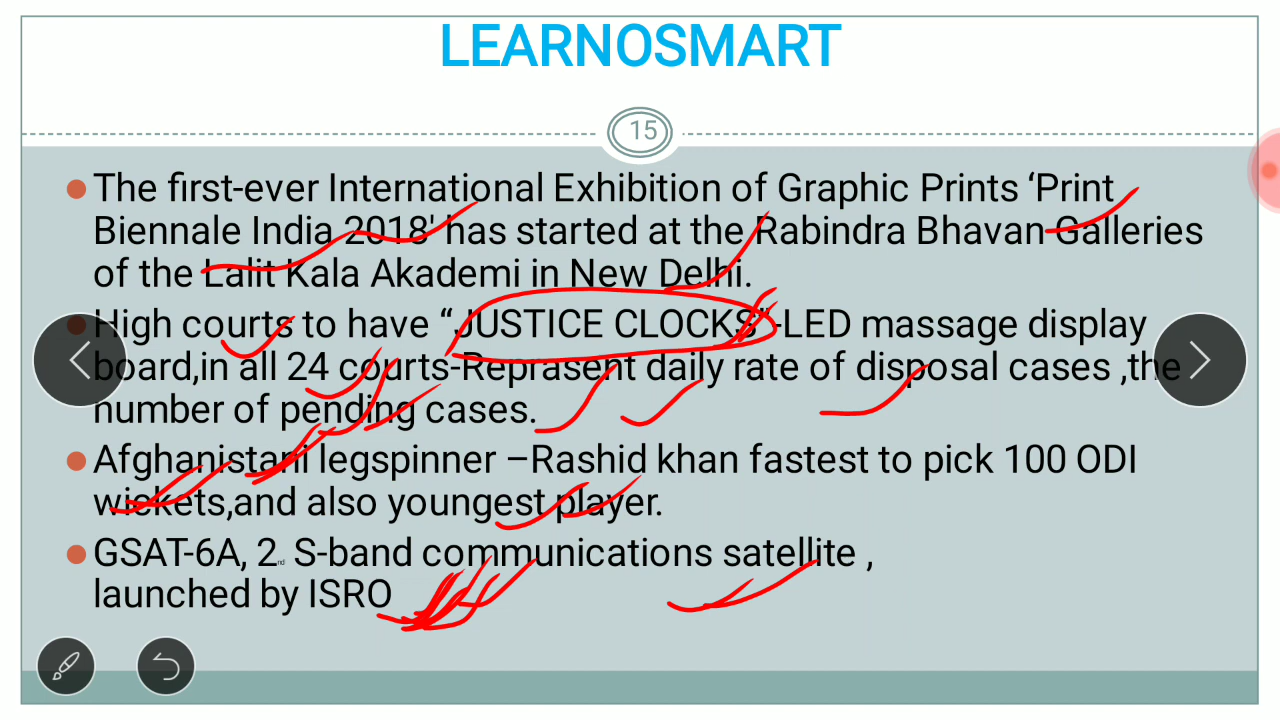 LEARNOSMART
15
The first-ever International Exhibition of Graphic Prints ‘Print
Biennale India 2018' has started at the Rabindra Bhavan Galleries
of the Lalit Kala Akademi in New Delhi.
High courts to have “JUSTICE CLOCKS”-LED massage display
board,in all 24 courts-Reprasent daily rate of disposal cases ,the
number of pending cases.
Afghanistani legspinner –Rashid khan fastest to pick 100 ODI
wickets,and also youngest player.
GSAT-6A, 2nd S-band communications satellite ,
launched by ISRO